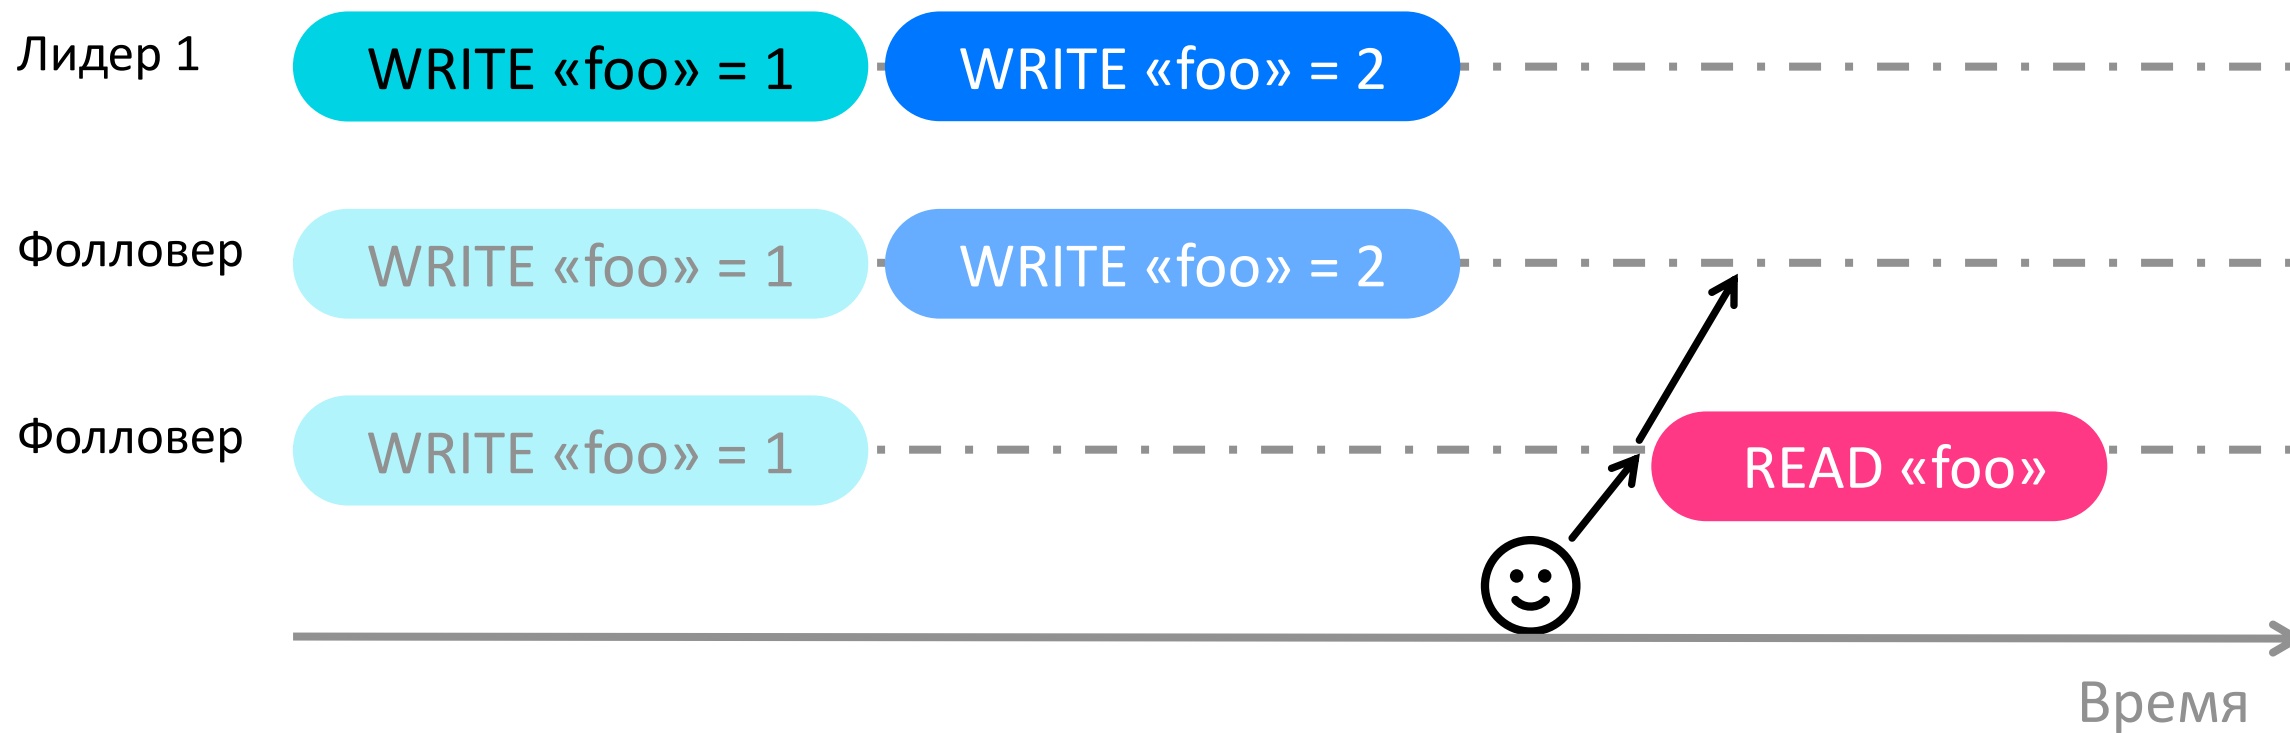 Лидер 1
WRITE «foo» = 1
WRITE «foo» = 2
Фолловер
WRITE «foo» = 1
WRITE «foo» = 2
Фолловер
WRITE «foo» = 1
READ «foo»
Время